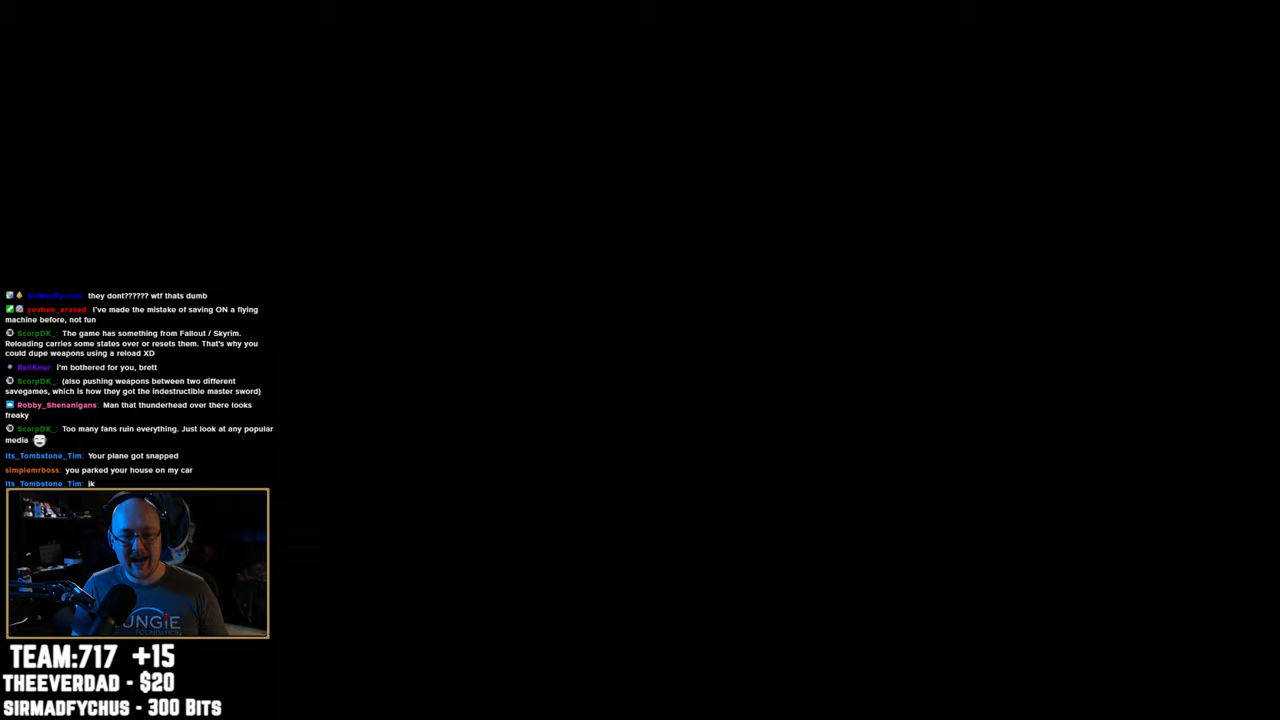 they dont?????? wtf thats dumb
yevben_erased: I've made the mistake of saving ON a flying
machine before, not fun
ScorpDK_: The game has something from Fallout / Skyrim.
Reloading carries some states over or resets them. That's why you
could dupe weapons using a reload XD
i'm bothered for you, brett
ScorpDK_: (also pushing weapons between two different
savegames, which is how they got the indestructible master sword)
Robby_Shenanigans: Man that thunderhead over there looks
freaky
ScorpDK_: Too many fans ruin everything. Just look at any popular
media
Its_Tombstone_Tim: Your plane got snapped
simplemrboss: you parked your house on my car
Its_Tombstone_Tim: jk
UNGiE
FOUNDATION
TEAM:717 +15
THEEVERDAD - $20
SIRMADFYCHUS - 300 BITS